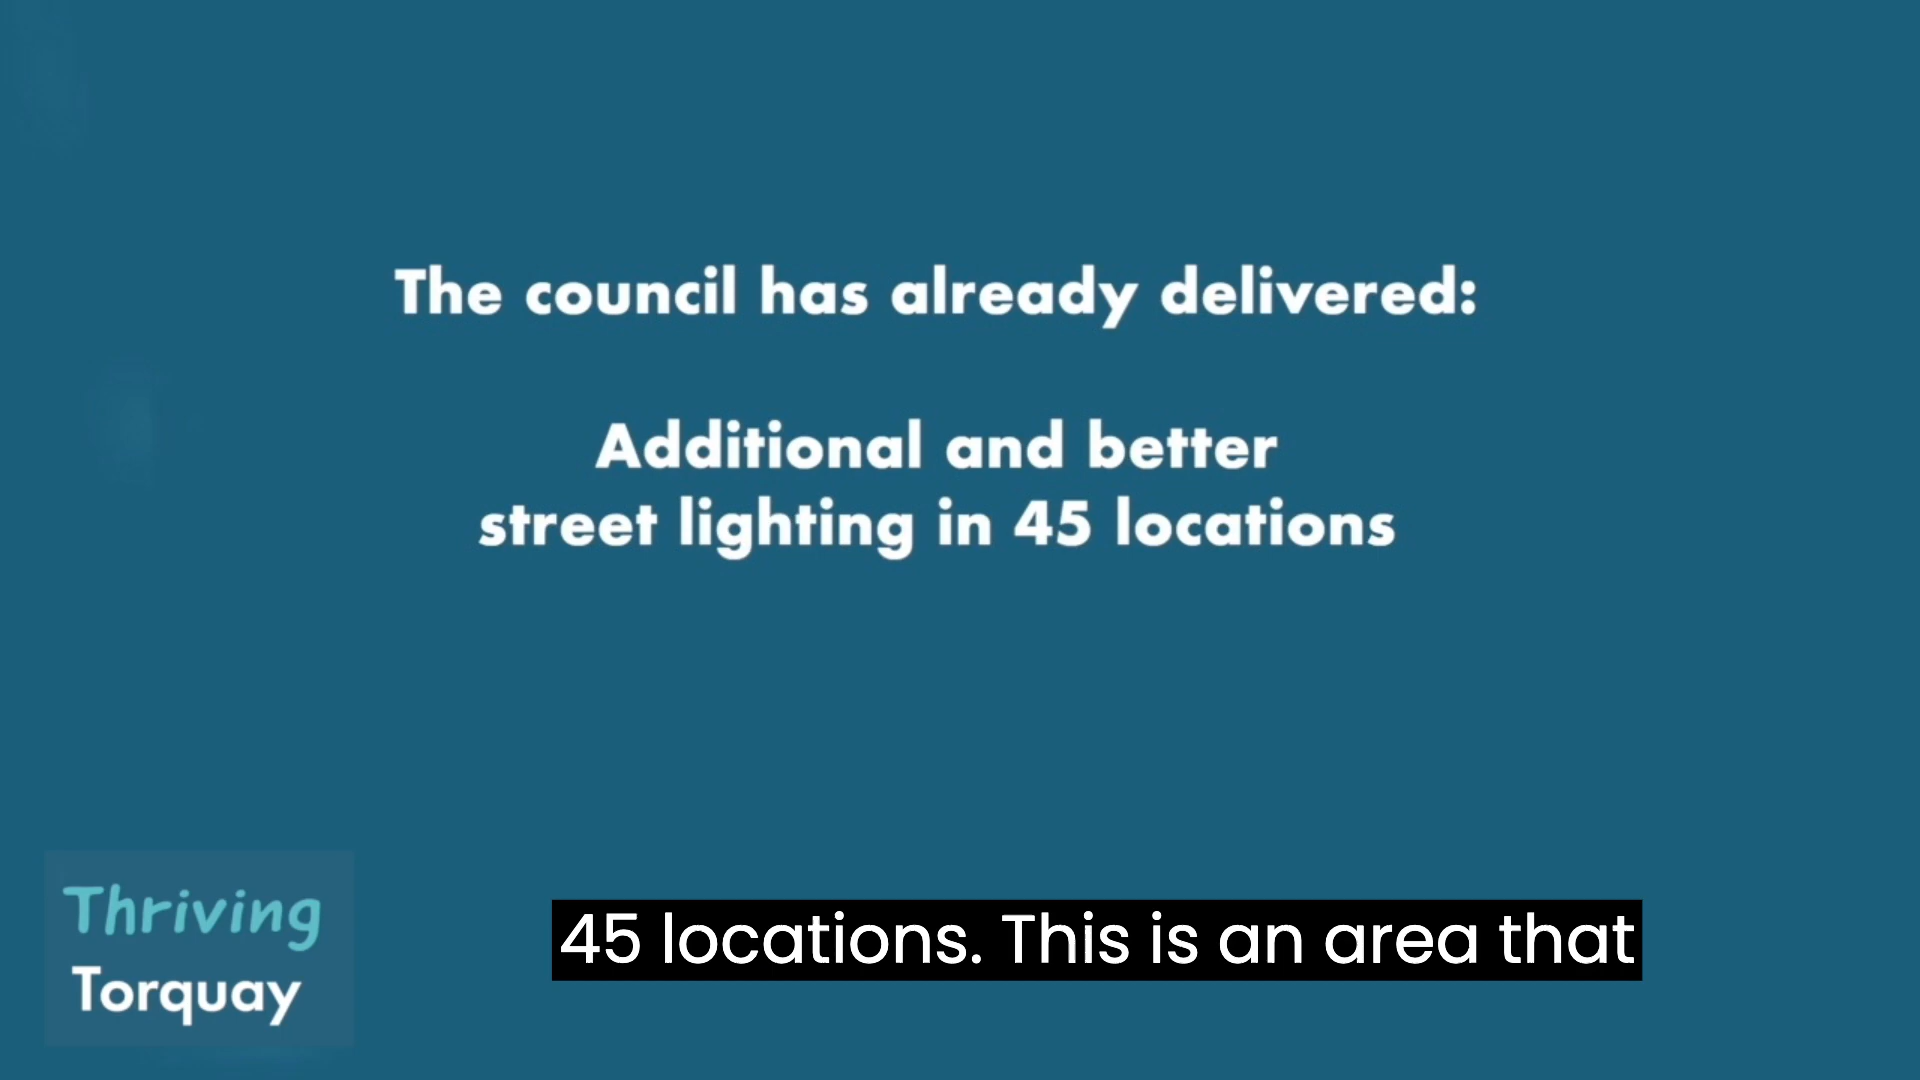 The council has already delivered:
Additional and better
street lighting in 45 locations
Thriving
Torquay
45 locations. This is an area that